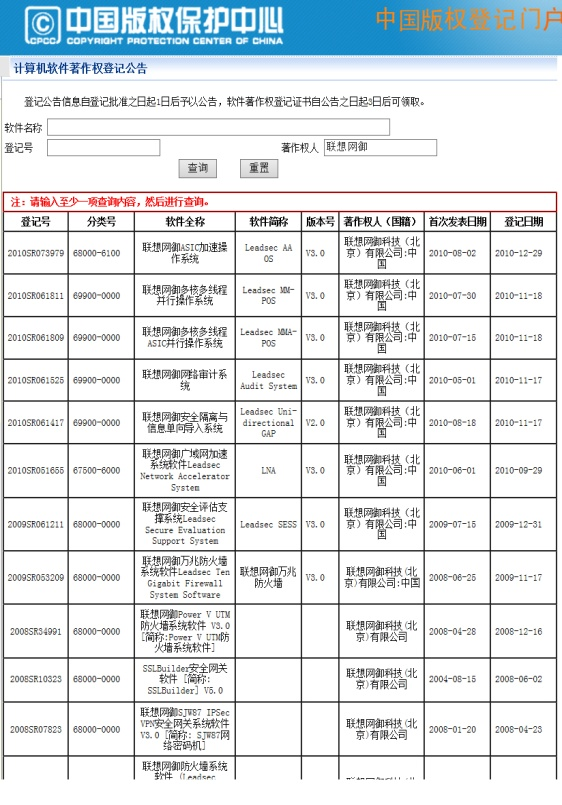 中国版权保护中心
CPCC COPYRIGHT PROTECTION CENTER OF CHINA
中国版权登记门户
计算机软件著作权登记公告
登记公告信息自登记批准之日起1日后予以公告，软件著作权登记证书自公告之日起3日后可领取。
软件名称
登记号 著作权人 联想网御
查询 重置
注：请输入至少一项查询内容，然后进行查询。
登记号 分类号 软件全称 软件简称 版本号 著作权人（国籍） 首次发表日期 登记日期
2010SR073979 68000-6100 联想网御ASIC加速操作系统 Leadsec AA OS V3.0 联想网御科技（北京）有限公司:中国 2010-08-02 2010-12-29
2010SR061811 69900-0000 联想网御多核多线程并行操作系统 Leadsec MM-POS V3.0 联想网御科技（北京）有限公司:中国 2010-07-30 2010-11-18
2010SR061809 69900-0000 联想网御多核多线程ASIC并行操作系统 Leadsec MMA-POS V3.0 联想网御科技（北京）有限公司:中国 2010-07-15 2010-11-18
2010SR061525 69900-0000 联想网御网络审计系统 Leadsec Audit System V3.0 联想网御科技（北京）有限公司:中国 2010-05-01 2010-11-17
2010SR061417 69900-0000 联想网御安全隔离与信息单向导入系统 Leadsec Uni-directional GAP V2.0 联想网御科技（北京）有限公司:中国 2010-08-18 2010-11-17
2010SR051655 67500-6000 联想网御广域网加速系统软件Leadsec Network Accelerator System LNA V3.0 联想网御科技（北京）有限公司:中国 2010-06-01 2010-09-29
2009SR061211 68000-0000 联想网御安全评估支撑系统Leadsec Secure Evaluation Support System Leadsec SESS V3.0 联想网御科技（北京）有限公司:中国 2009-07-15 2009-12-31
2009SR053209 68000-0000 联想网御万兆防火墙系统软件Leadsec Ten Gigabit Firewall System Software 联想网御万兆防火墙 V3.0 联想网御科技(北京)有限公司:中国 2008-06-25 2009-11-17
2008SR34991 68000-0000 联想网御Power V UTM防火墙系统软件 V3.0 [简称:Power V UTM防火墙系统软件] 联想网御科技(北京)有限公司 2008-04-28 2008-12-16
2008SR10323 68000-0000 SSLBuilder安全网关软件 [简称: SSLBuilder] V5.0 联想网御科技(北京)有限公司 2004-08-15 2008-06-02
2008SR07823 68000-0000 联想网御SJW87 IPSec VPN安全网关系统软件 V3.0 [简称: SJW87网络密码机] 联想网御科技(北京)有限公司 2008-01-20 2008-04-23
联想网御防火墙系统软件 (Leadsec